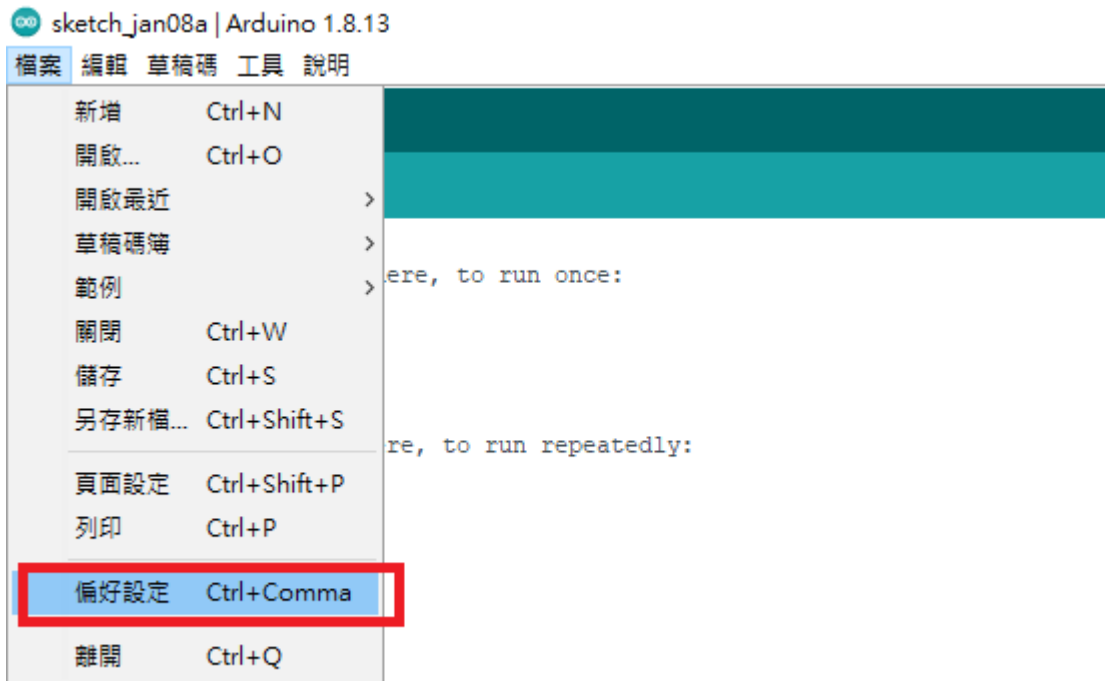 sketch_jan08a | Arduino 1.8.13
檔案 編輯 草稿碼 工具 說明
新增 Ctrl+N
開啟... Ctrl+O
開啟最近
草稿碼簿
範例
ere, to run once:
關閉 Ctrl+W
儲存 Ctrl+S
另存新檔... Ctrl+Shift+S
re, to run repeatedly:
頁面設定 Ctrl+Shift+P
列印 Ctrl+P
偏好設定 Ctrl+Comma
離開 Ctrl+Q